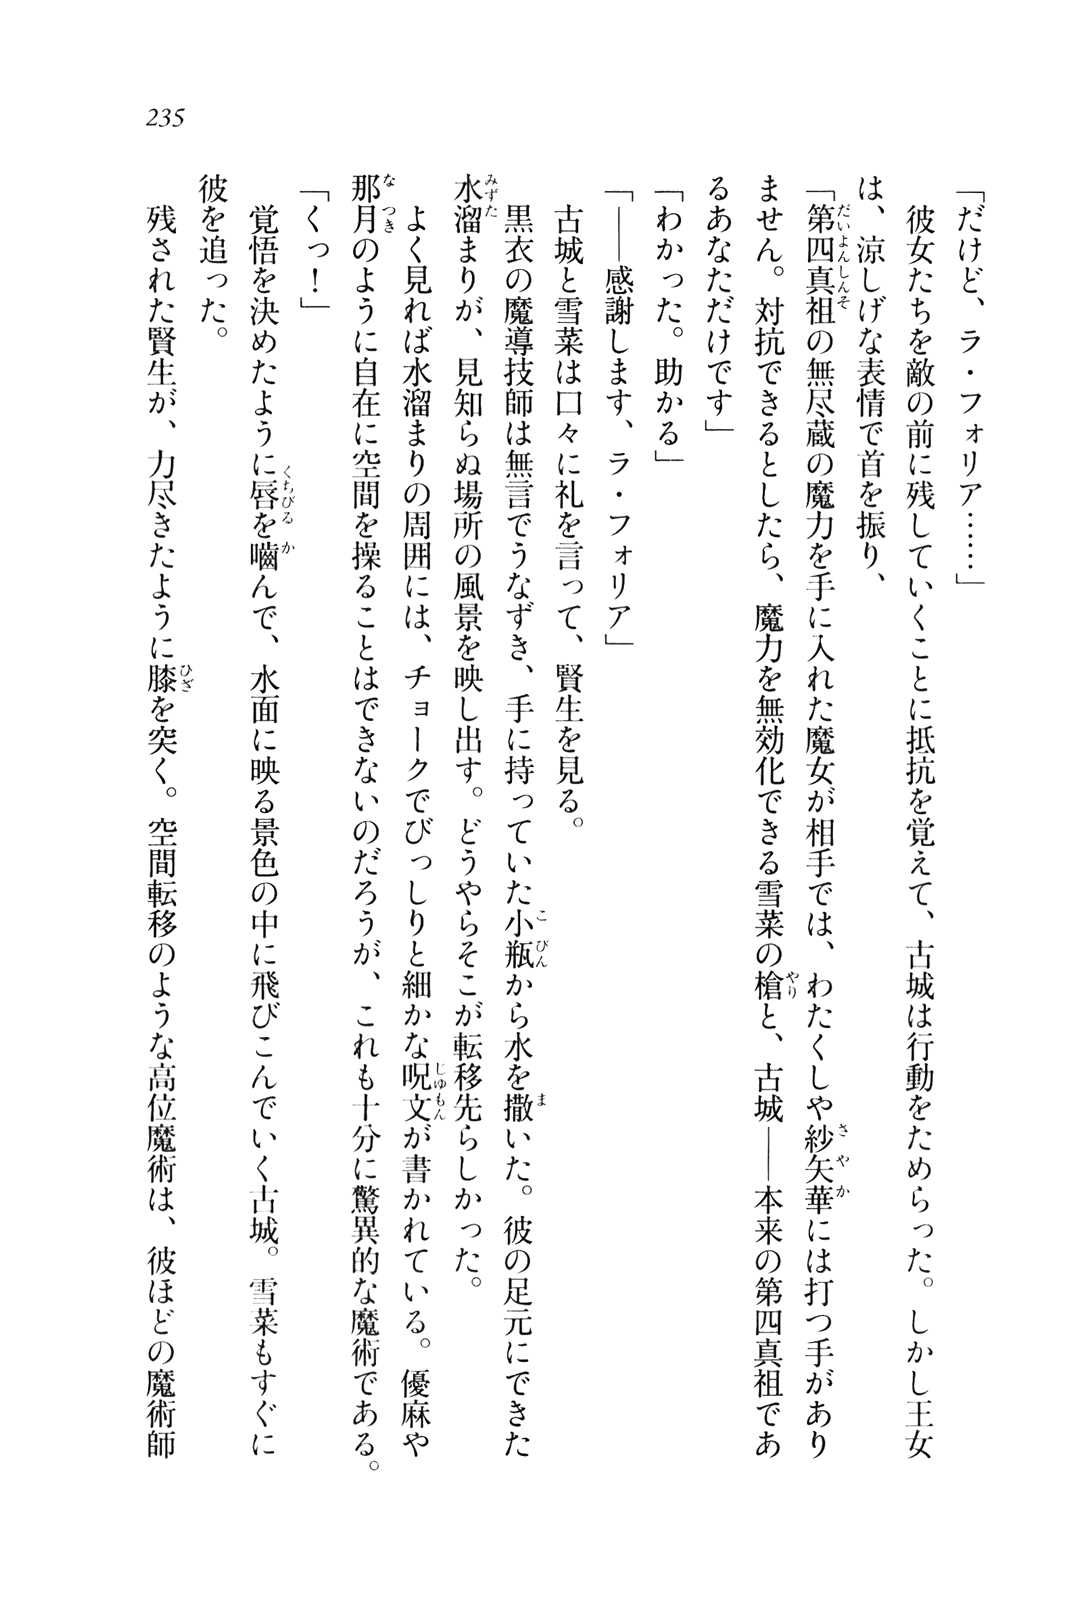 235
「だけど、ラ・フォリア……」
　彼女たちを敵の前に残していくことに抵抗を覚えて、古城は行動をためらった。しかし王女
は、涼しげな表情で首を振り、
「第四真祖の無尽蔵の魔力を手に入れた魔女が相手では、わたくしや紗矢華には打つ手があり
ません。対抗できるとしたら、魔力を無効化できる雪菜の槍と、古城――本来の第四真祖であ
るあなただけです」
「わかった。助かる」
「――感謝します、ラ・フォリア」
　古城と雪菜は口々に礼を言って、賢生を見る。
　黒衣の魔導技師は無言でうなずき、手に持っていた小瓶から水を撒いた。彼の足元にできた
水溜まりが、見知らぬ場所の風景を映し出す。どうやらそこが転移先らしかった。
　よく見れば水溜まりの周囲には、チョークでびっしりと細かな呪文が書かれている。優麻や
那月のように自在に空間を操ることはできないのだろうが、これも十分に驚異的な魔術である。
「くっ！」
　覚悟を決めたように唇を嚙んで、水面に映る景色の中に飛びこんでいく古城。雪菜もすぐに
彼を追った。
　残された賢生が、力尽きたように膝を突く。空間転移のような高位魔術は、彼ほどの魔術師